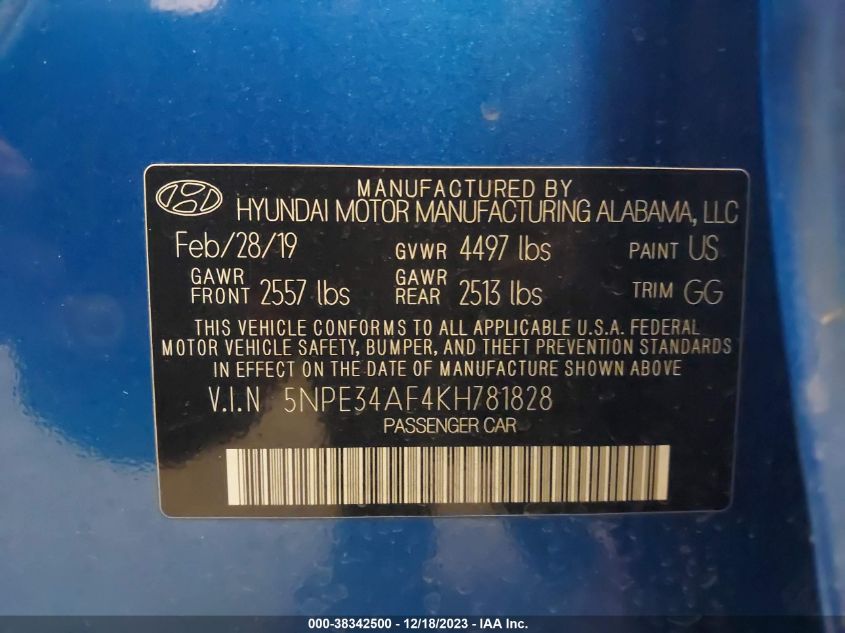 MANUFACTURED BY
HYUNDAI MOTOR MANUFACTURING ALABAMA, LLC
Feb/28/19 GVWR 4497 lbs PAINT US
GAWR FRONT 2557 lbs GAWR REAR 2513 lbs TRIM GG
THIS VEHICLE CONFORMS TO ALL APPLICABLE U.S.A. FEDERAL
MOTOR VEHICLE SAFETY, BUMPER, AND THEFT PREVENTION STANDARDS
IN EFFECT ON THE DATE OF MANUFACTURE SHOWN ABOVE.
V.I.N 5NPE34AF4KH781828
PASSENGER CAR
000-38342500 - 12/18/2023 - IAA Inc.